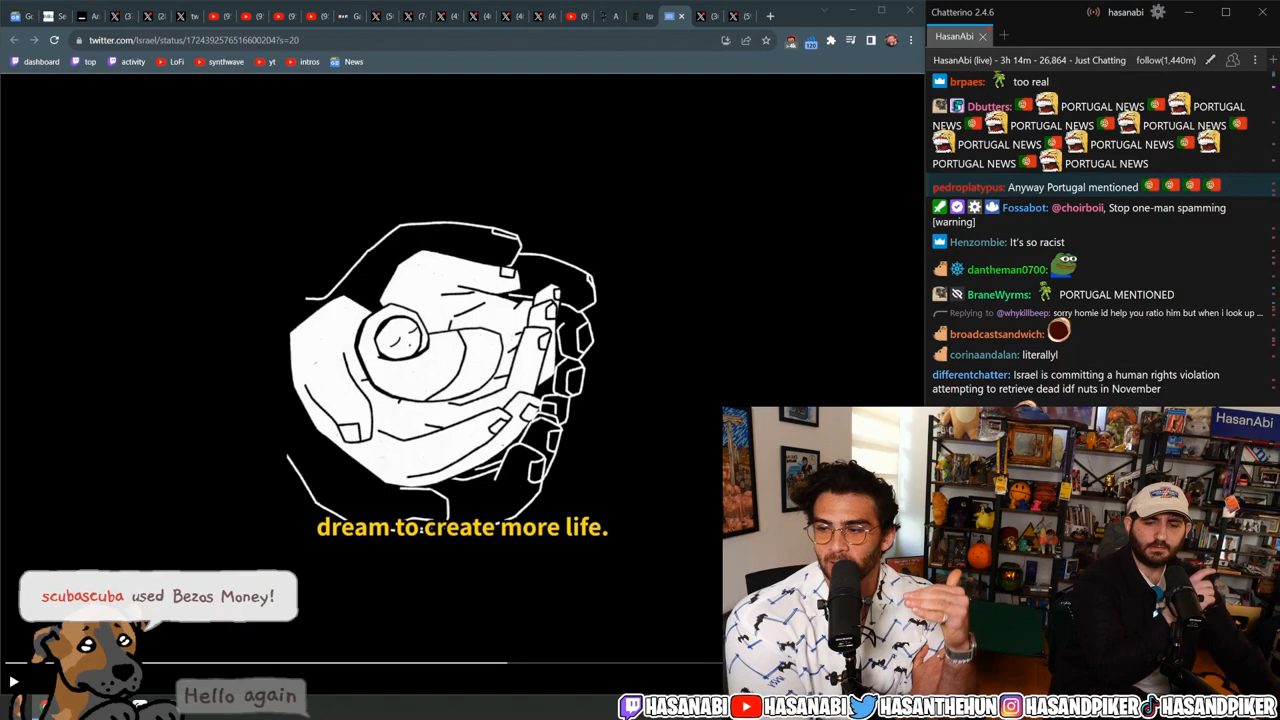 twitter.com/Israel/status/1724392576516600204?s=20
dashboard
top
activity
LoFi
synthwave
yt
intros
News
dream to create more life.
scubascuba used Bezos Money!
Hello again
Chatterino 2.4.6
hasanabi
HasanAbi
HasanAbi (live) - 3h 14m - 26,864 - Just Chatting
follow(1,440m)
brpaes: too real
Dbutters: PORTUGAL NEWS PORTUGAL
NEWS PORTUGAL NEWS PORTUGAL NEWS
PORTUGAL NEWS PORTUGAL NEWS
PORTUGAL NEWS PORTUGAL NEWS
pedroplatypus: Anyway Portugal mentioned
Fossabot: @choirboii, Stop one-man spamming
[warning]
Henzombie: It's so racist
dantheman0700:
BraneWyrms: PORTUGAL MENTIONED
Replying to @whykillbeep: sorry homie id help you ratio him but when i look up ...
broadcastsandwich:
corinaandalan: literallyl
differentchatter: Israel is committing a human rights violation
attempting to retrieve dead idf nuts in November
HasanAbi
HASANABI
HASANABI
HASANTHEHUN
HASANDPIKER
HASANDPIKER